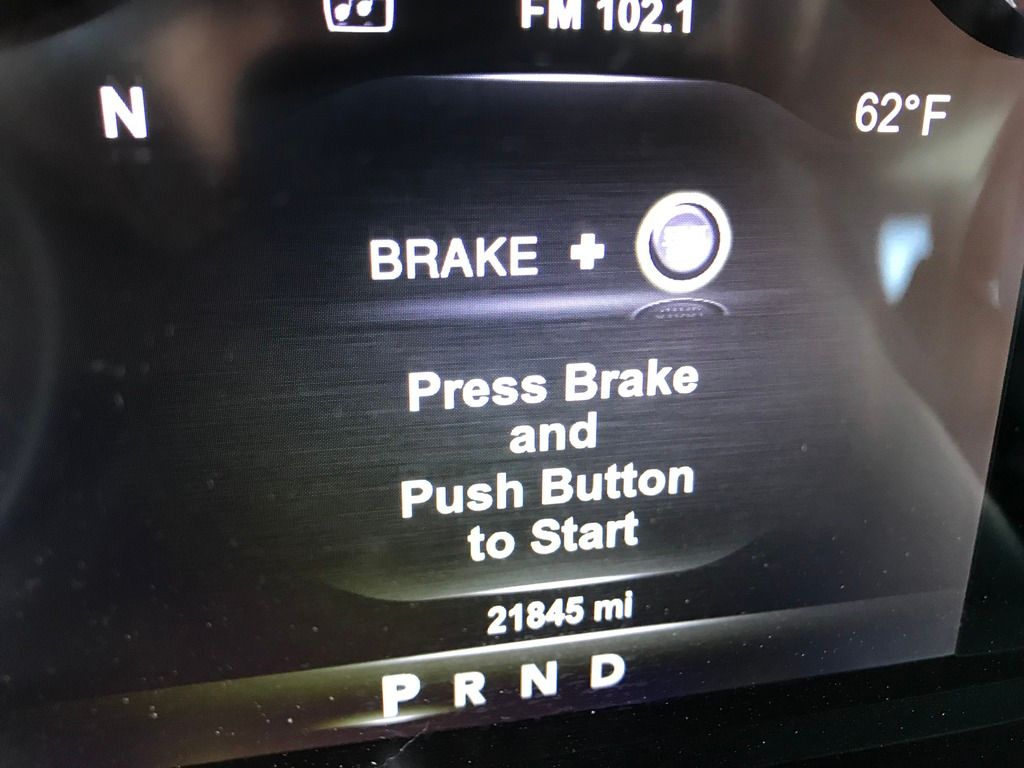 FM 102.1
N
62°F
BRAKE +
Press Brake
and
Push Button
to Start
21845 mi
P R N D